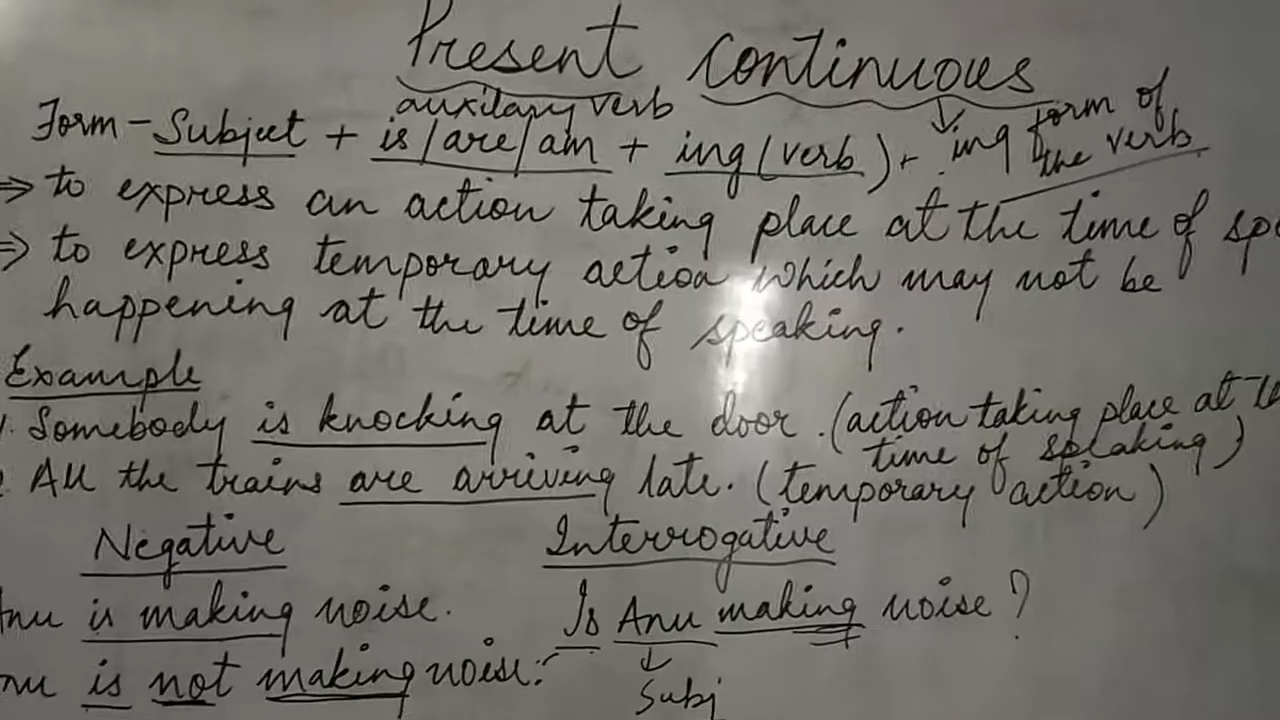 Present continuous
auxilary verb
Form - Subject + is/are/am + ing (verb) + ing form of the verb
⇒ to express an action taking place at the time of
⇒ to express temporary action which may not be
happening at the time of speaking.
Example
1. Somebody is knocking at the door. (action taking place at
time of speaking)
All the trains are arriving late. (temporary action)
Negative Interrogative
Anu is making noise. Is Anu making noise?
is not making noise.
Subj